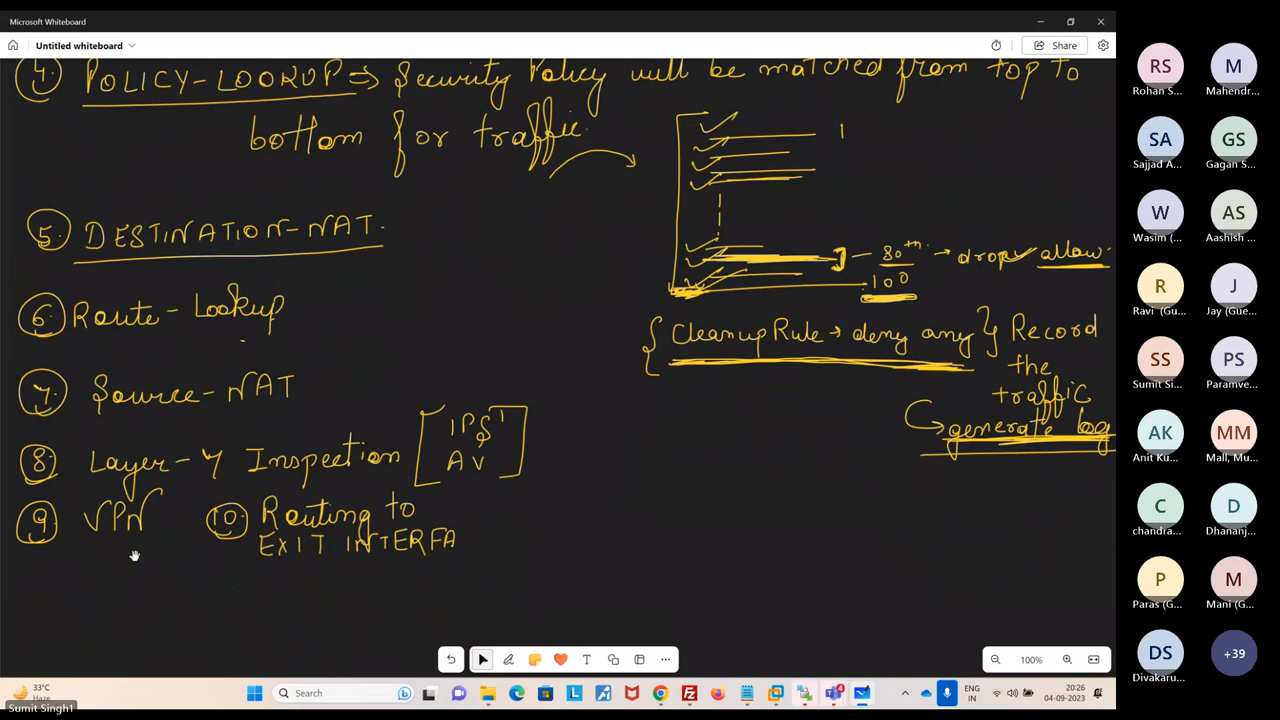 Microsoft Whiteboard
Untitled whiteboard
Share
4 POLICY-LOOKUP ⇒ Security Policy will be matched from top to
bottom for traffic.
1
5. DESTINATION-NAT.
80th → drop allow
100
6 Route-Lookup
{ Cleanup Rule → deny any } Record
the
traffic
generate log
7. Source-NAT
8 Layer-7 Inspection [ IPS
AV ]
9 VPN
10. Routing to
EXIT INTERFA
100%
RS
Rohan S...
M
Mahendr...
SA
Sajjad A...
GS
Gagan S...
W
Wasim (...
AS
Aashish ...
R
Ravi (Gu...
J
Jay (Gue...
SS
Sumit Si...
PS
Paramve...
AK
Anit Ku...
MM
Mall, Mu...
C
chandra...
D
Dhananj...
P
Paras (G...
M
Mani (G...
DS
Divakaru...
+39
33°C
Haze
Search
ENG
IN
20:26
04-09-2023
Sumit Singh1